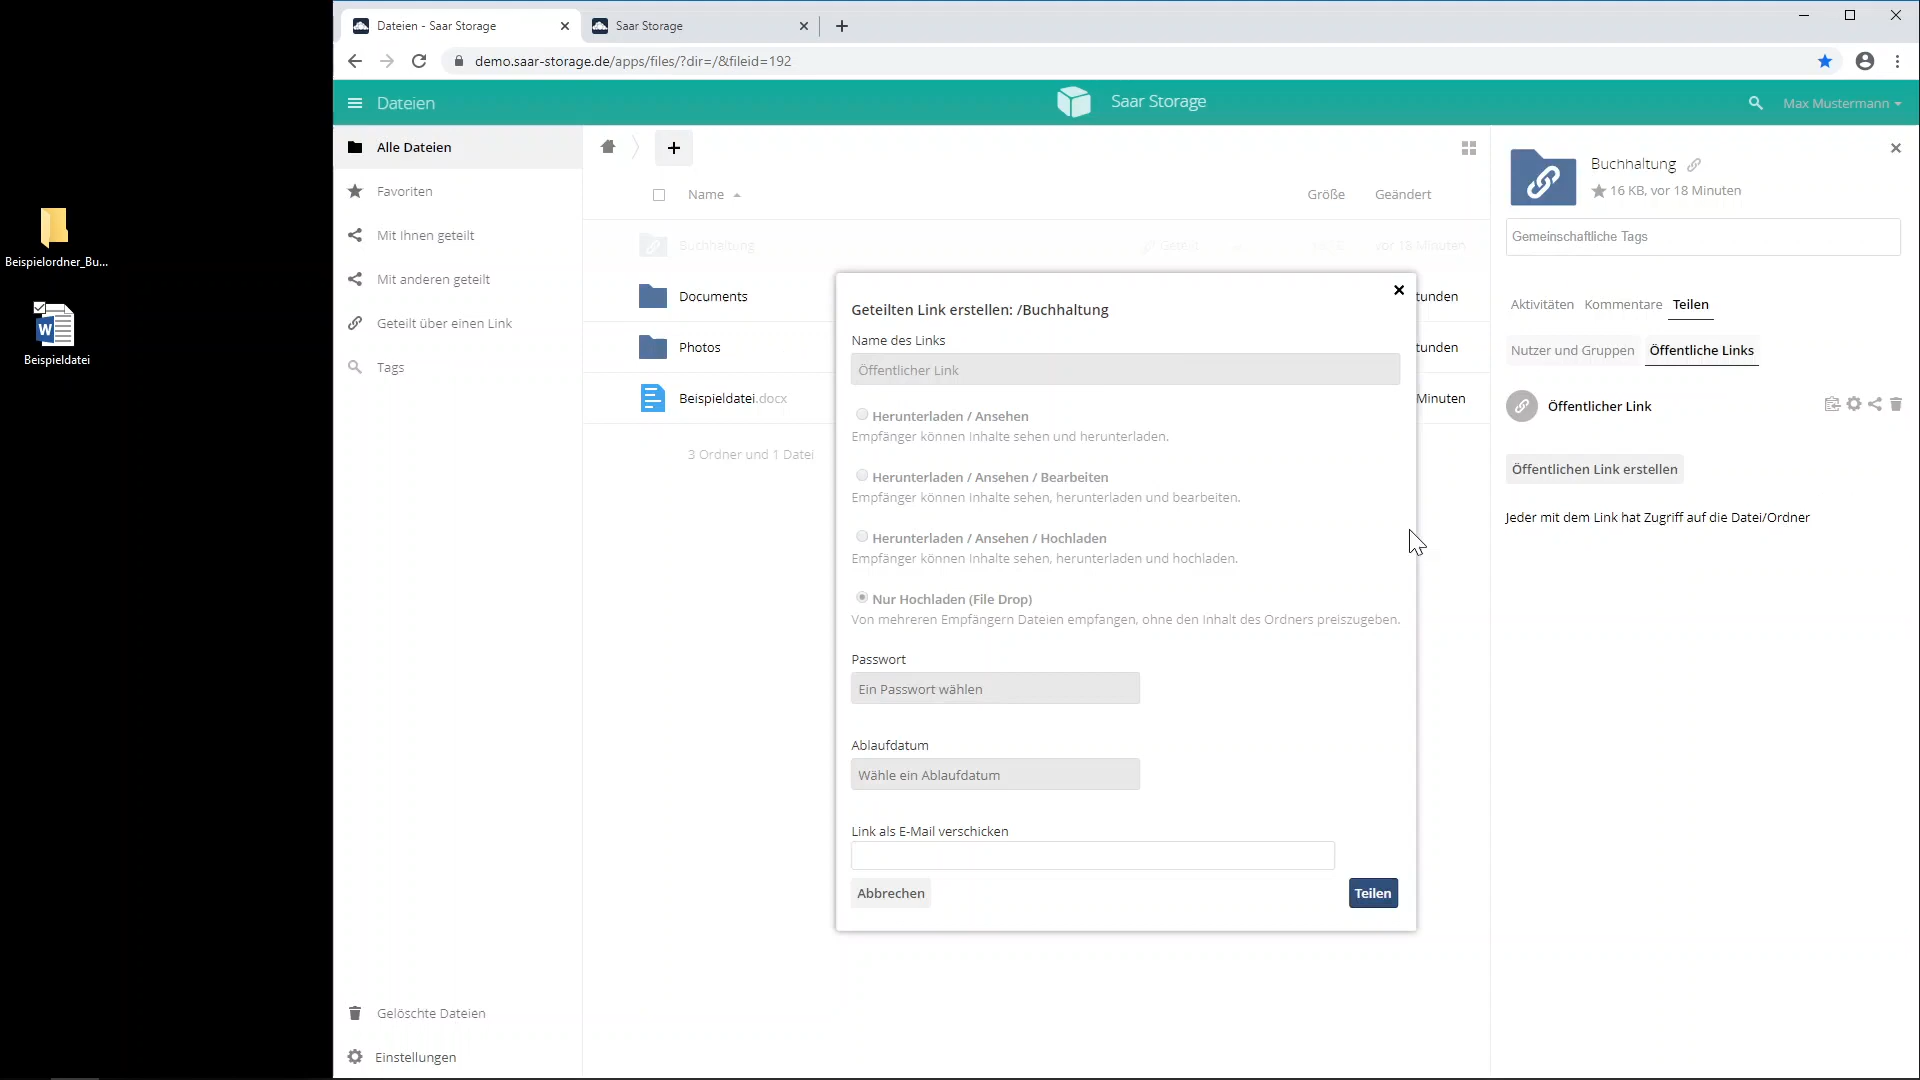 Dateien - Saar Storage
Saar Storage
demo.saar-storage.de/apps/files/?dir=/&fileid=192
Dateien
Saar Storage
Max Mustermann
Beispielordner_Bu...
Beispieldatei
Alle Dateien
Favoriten
Mit Ihnen geteilt
Mit anderen geteilt
Geteilt über einen Link
Tags
Gelöschte Dateien
Einstellungen
Name
Größe
Geändert
Buchhaltung
Geteilt
vor 18 Minuten
Documents
tunden
Photos
tunden
Beispieldatei.docx
Minuten
3 Ordner und 1 Datei
Geteilten Link erstellen: /Buchhaltung
Name des Links
Öffentlicher Link
Herunterladen / Ansehen
Empfänger können Inhalte sehen und herunterladen.
Herunterladen / Ansehen / Bearbeiten
Empfänger können Inhalte sehen, herunterladen und bearbeiten.
Herunterladen / Ansehen / Hochladen
Empfänger können Inhalte sehen, herunterladen und hochladen.
Nur Hochladen (File Drop)
Von mehreren Empfängern Dateien empfangen, ohne den Inhalt des Ordners preiszugeben.
Passwort
Ein Passwort wählen
Ablaufdatum
Wähle ein Ablaufdatum
Link als E-Mail verschicken
Abbrechen
Teilen
Buchhaltung
16 KB, vor 18 Minuten
Gemeinschaftliche Tags
Aktivitäten Kommentare Teilen
Nutzer und Gruppen Öffentliche Links
Öffentlicher Link
Öffentlichen Link erstellen
Jeder mit dem Link hat Zugriff auf die Datei/Ordner